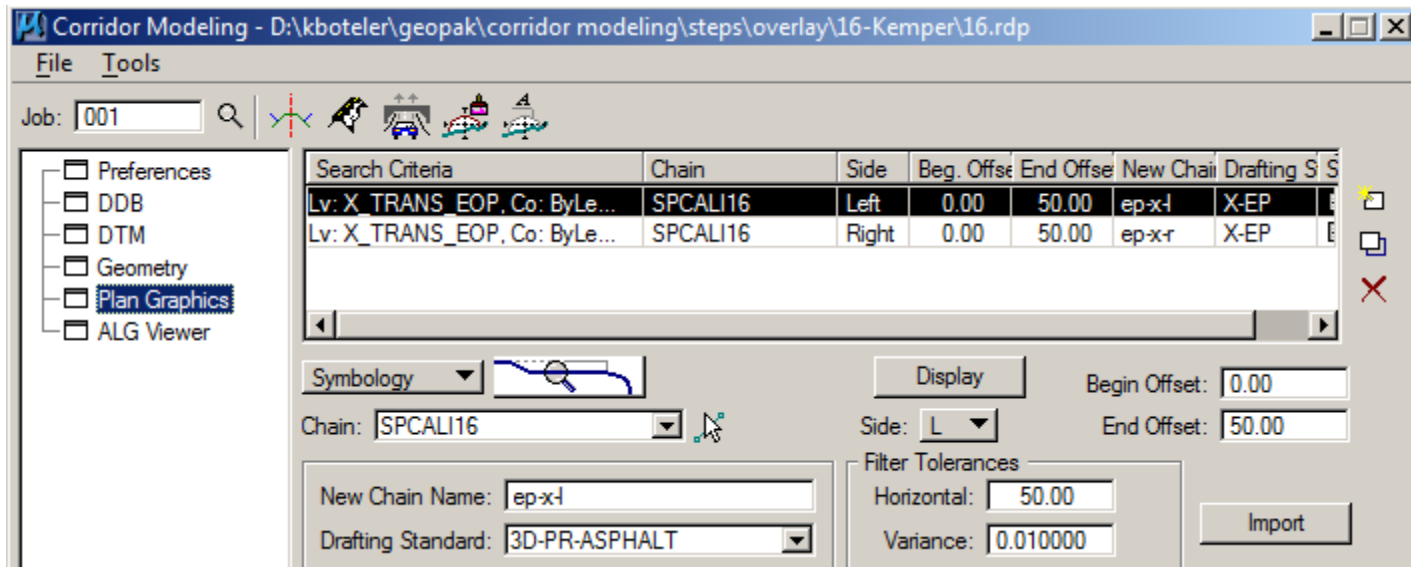 Corridor Modeling - D:\kboteler\geopak\corridor modeling\steps\overlay\16-Kemper\16.rdp
File Tools
Job: 001
A
Preferences
DDB
DTM
Geometry
Plan Graphics
ALG Viewer
Search Criteria Chain Side Beg. Offse End Offse New Chai Drafting S S
Lv: X_TRANS_EOP, Co: ByLe... SPCALI16 Left 0.00 50.00 ep-x-l X-EP
Lv: X_TRANS_EOP, Co: ByLe... SPCALI16 Right 0.00 50.00 ep-x-r X-EP
Symbology Display Begin Offset: 0.00
Chain: SPCALI16 Side: L End Offset: 50.00
Filter Tolerances
New Chain Name: ep-x-l Horizontal: 50.00
Import
Drafting Standard: 3D-PR-ASPHALT Variance: 0.010000